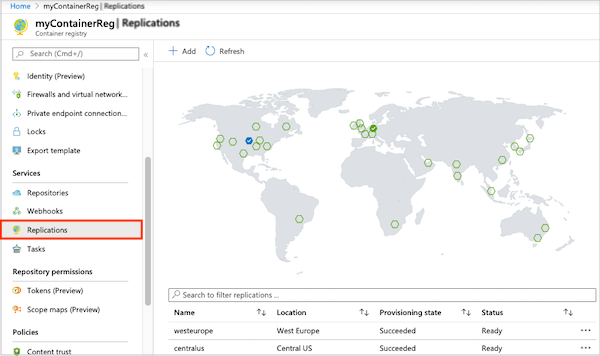 Home > myContainerReg | Replications
myContainerReg | Replications
Container registry
Search (Cmd+/)
«
Add
Refresh
Identity (Preview)
Firewalls and virtual network...
Private endpoint connection...
Locks
Export template
Services
Repositories
Webhooks
Replications
Tasks
Repository permissions
Tokens (Preview)
Scope maps (Preview)
Policies
Content trust
Search to filter replications ...
Name ↑↓ Location ↑↓ Provisioning state ↑↓ Status ↑↓
westeurope West Europe Succeeded Ready ...
centralus Central US Succeeded Ready ...